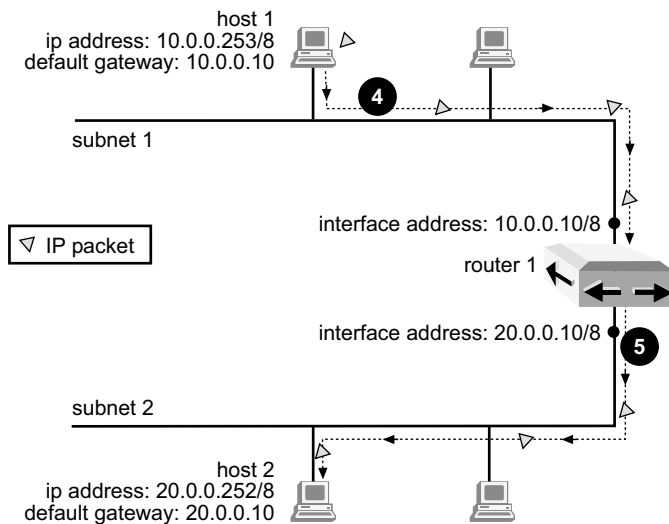 host 1
ip address: 10.0.0.253/8
default gateway: 10.0.0.10
4
subnet 1
interface address: 10.0.0.10/8
IP packet
router 1
interface address: 20.0.0.10/8
5
subnet 2
host 2
ip address: 20.0.0.252/8
default gateway: 20.0.0.10